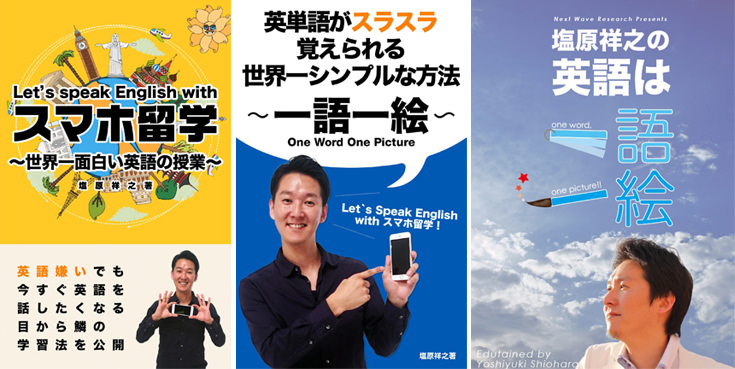 Let's speak English with
スマホ留学
～世界一面白い英語の授業～
塩原祥之著
英語嫌いでも
今すぐ英語を
話したくなる
目から鱗の
学習法を公開
英単語がスラスラ
覚えられる
世界一シンプルな方法
～一語一絵～
One Word One Picture
Let`s Speak English
with スマホ留学！
塩原祥之著
Next Wave Research Presents
塩原祥之の
英語は
one word,
語
one picture!!
絵
Edutained by
Yoshiyuki Shiohara